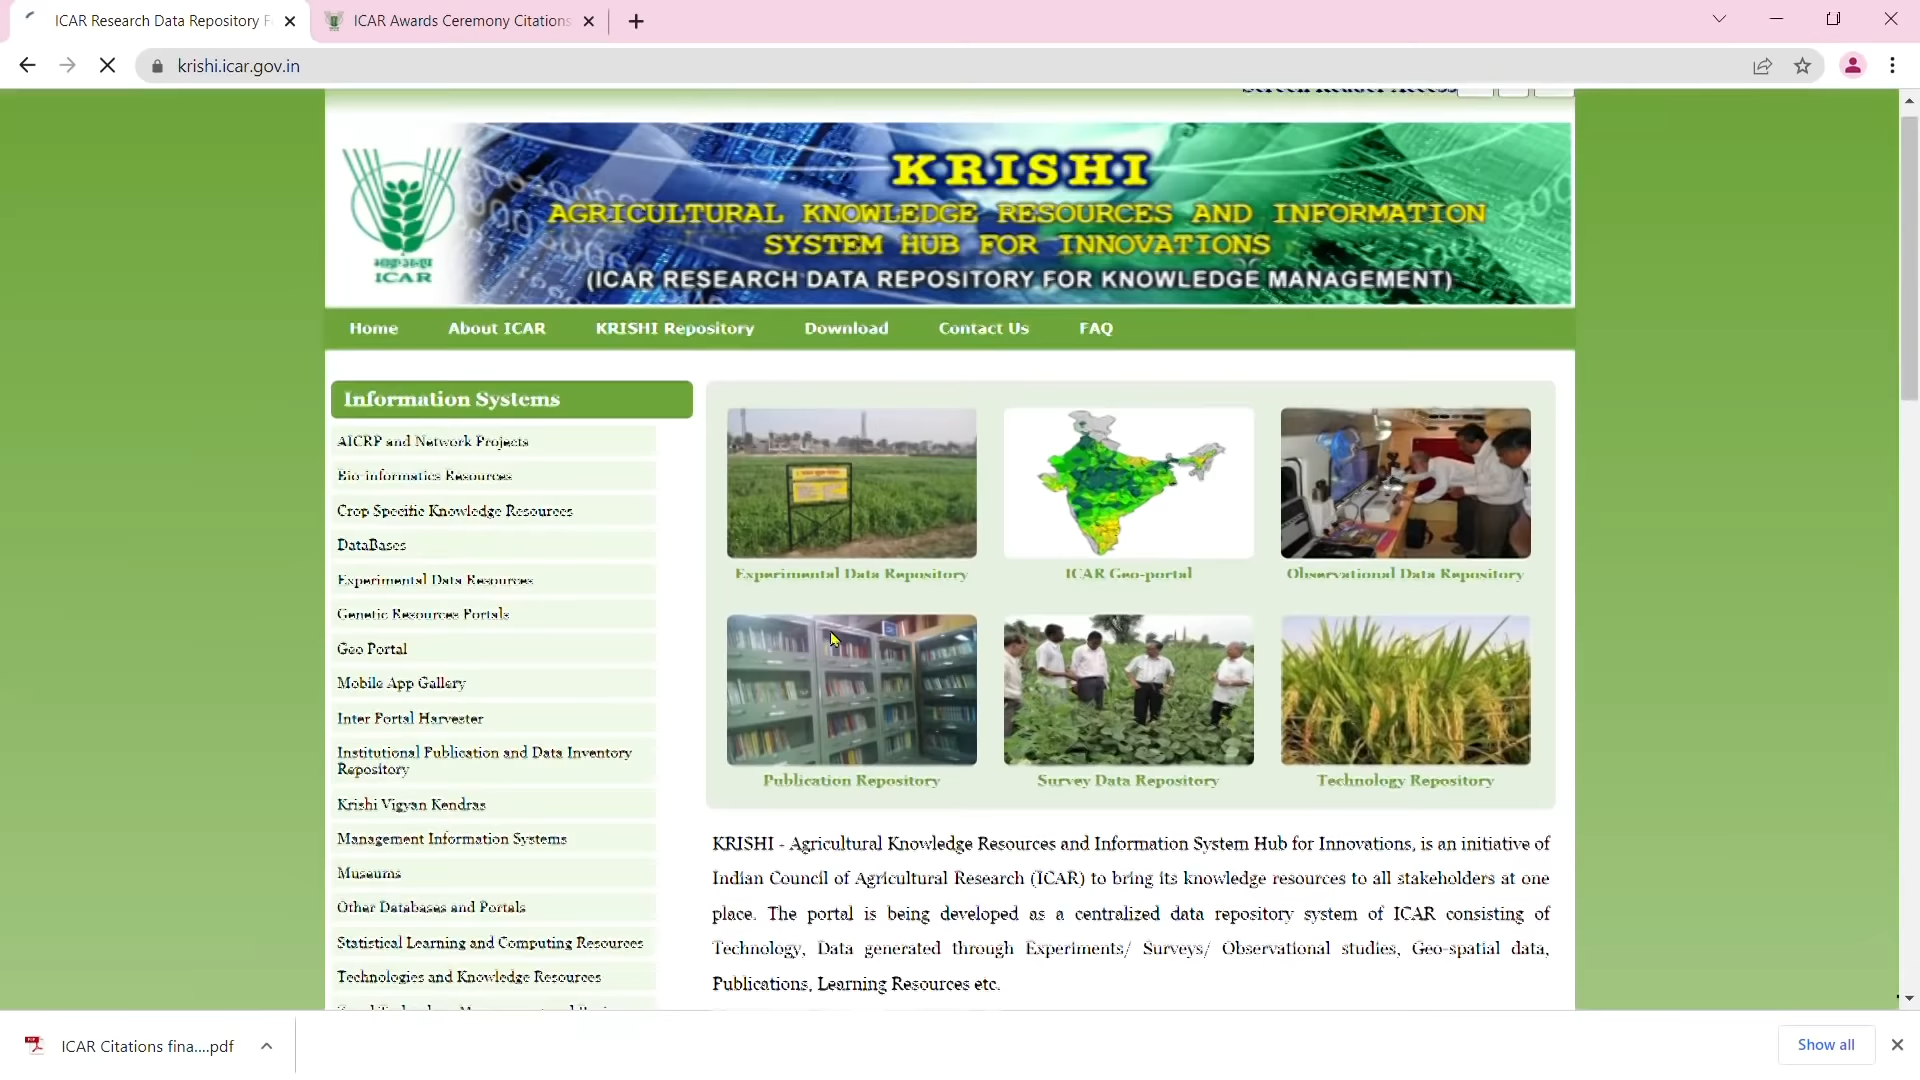 ICAR Research Data Repository F
ICAR Awards Ceremony Citations
krishi.icar.gov.in
KRISHI
AGRICULTURAL KNOWLEDGE RESOURCES AND INFORMATION
SYSTEM HUB FOR INNOVATIONS
(ICAR RESEARCH DATA REPOSITORY FOR KNOWLEDGE MANAGEMENT)
भाकृअनुप
ICAR
Home About ICAR KRISHI Repository Download Contact Us FAQ
Information Systems
AICRP and Network Projects
Bio-informatics Resources
Crop Specific Knowledge Resources
DataBases
Experimental Data Resources
Genetic Resources Portals
Geo Portal
Mobile App Gallery
Inter Portal Harvester
Institutional Publication and Data Inventory
Repository
Krishi Vigyan Kendras
Management Information Systems
Museums
Other Databases and Portals
Statistical Learning and Computing Resources
Technologies and Knowledge Resources
Experimental Data Repository ICAR Geo-portal Observational Data Repository
Publication Repository Survey Data Repository Technology Repository
KRISHI - Agricultural Knowledge Resources and Information System Hub for Innovations, is an initiative of
Indian Council of Agricultural Research (ICAR) to bring its knowledge resources to all stakeholders at one
place. The portal is being developed as a centralized data repository system of ICAR consisting of
Technology, Data generated through Experiments/ Surveys/ Observational studies, Geo-spatial data,
Publications, Learning Resources etc.
ICAR Citations fina....pdf
Show all